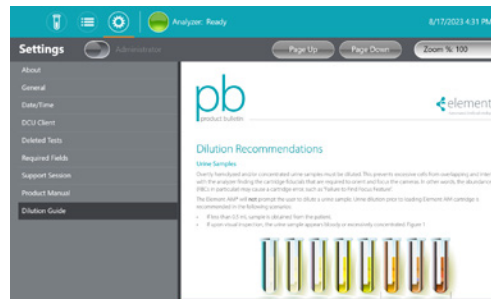 Analyzer: Ready
8/17/2023 4:31 PM
Settings
Administrator
Page Up
Page Down
Zoom % 100
About
General
Date/Time
DCU Client
Deleted Tests
Required Fields
Support Session
Product Manual
Dilution Guide
pb
product bulletin
element
Dilution Recommendations
Urine Samples
Overtly hemolyzed and/or concentrated urine samples must be diluted. This prevents excessive cells from overlapping and inter
with the analyzer finding the cartridge fiducials that are required to orient and focus the cameras. In other words, the abundance
(RBCs in particular) may cause a cartridge error such as "Failure to Find Focus Feature"
The Element AIM® will not prompt the user to dilute a urine sample. Urine dilution prior to loading Element AIM cartridge is
recommended in the following scenarios:
• If less than 0.3 mL sample is obtained from the patient.
• If upon visual inspection, the urine sample appears bloody or excessively concentrated. Figure 1